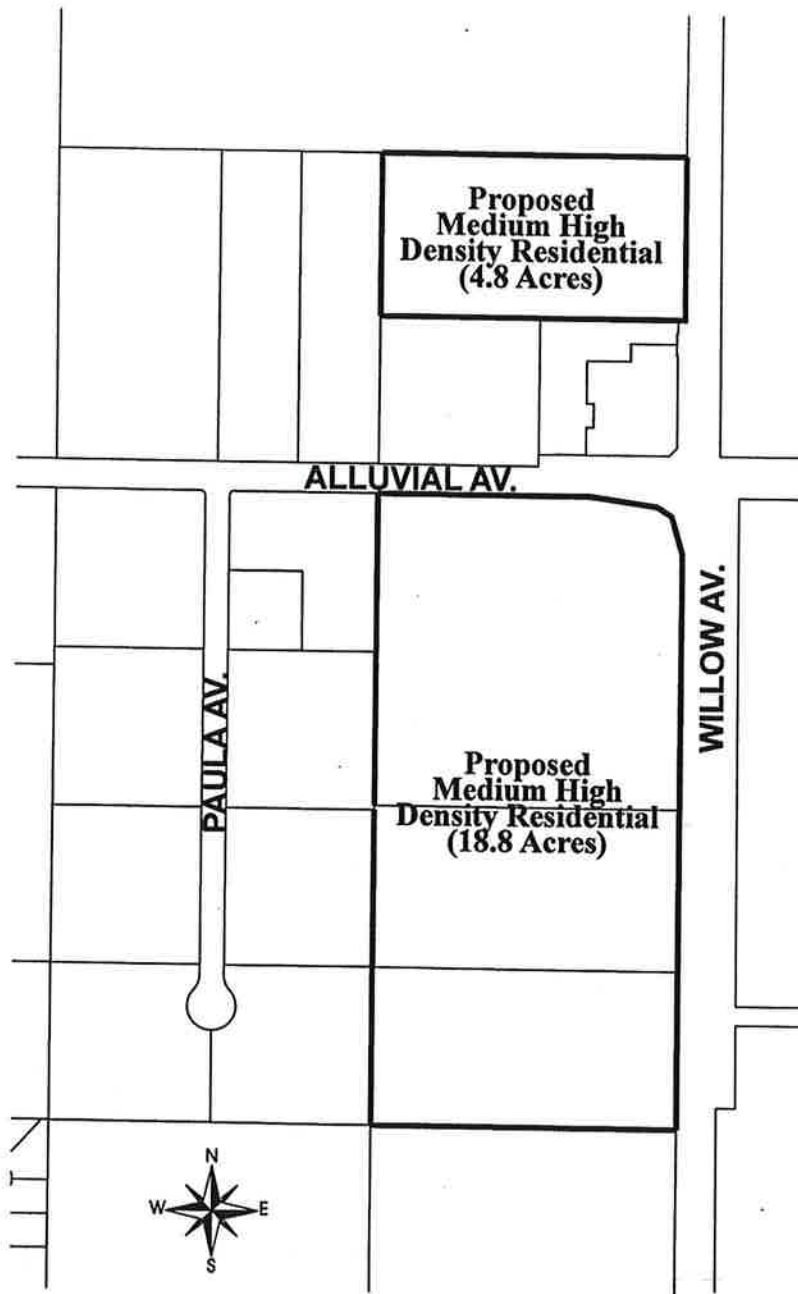 Proposed
Medium High
Density Residential
(4.8 Acres)
ALLUVIAL AV.
PAULA AV.
WILLOW AV.
Proposed
Medium High
Density Residential
(18.8 Acres)
N
W
E
S